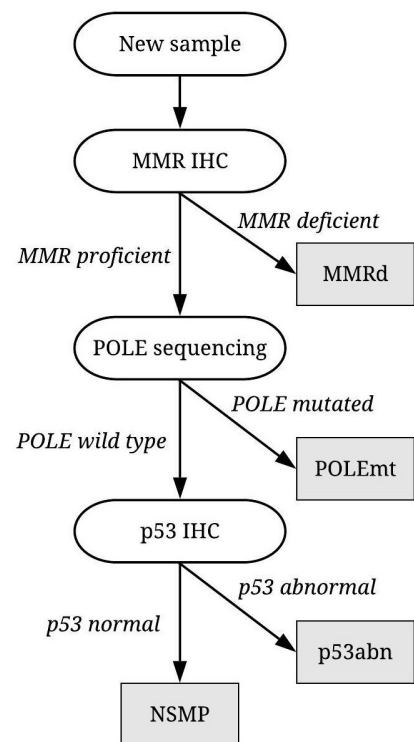 New sample
MMR IHC
MMR deficient
MMR proficient
MMRd
POLE sequencing
POLE mutated
POLE wild type
POLEmt
p53 IHC
p53 abnormal
p53 normal
p53abn
NSMP